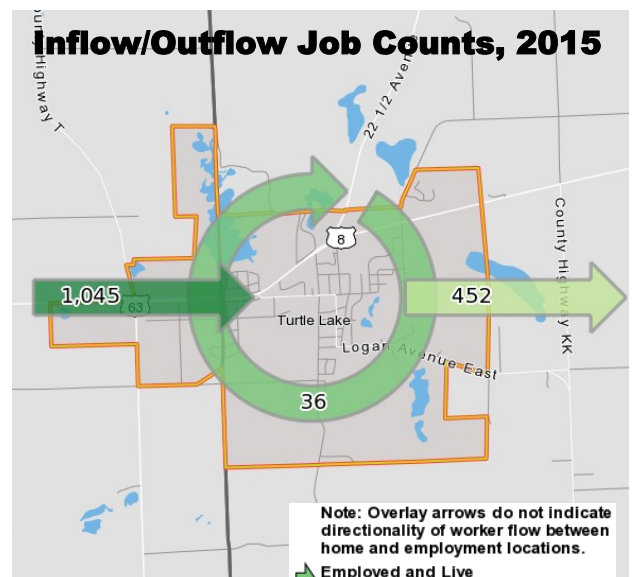 Inflow/Outflow Job Counts, 2015
Highway T
22 1/2 Avenue
8
1,045
63
452
County Highway KK
Turtle Lake
Logan Avenue East
36
Note: Overlay arrows do not indicate
directionality of worker flow between
home and employment locations.
Employed and Live